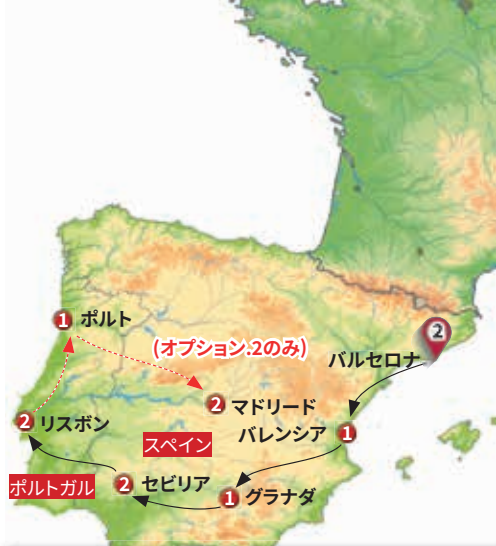 1 ポルト
(オプション.2のみ)
2
バルセロナ
2 マドリード
2 リスボン
バレンシア 1
スペイン
ポルトガル
2 セビリア
1 グラナダ